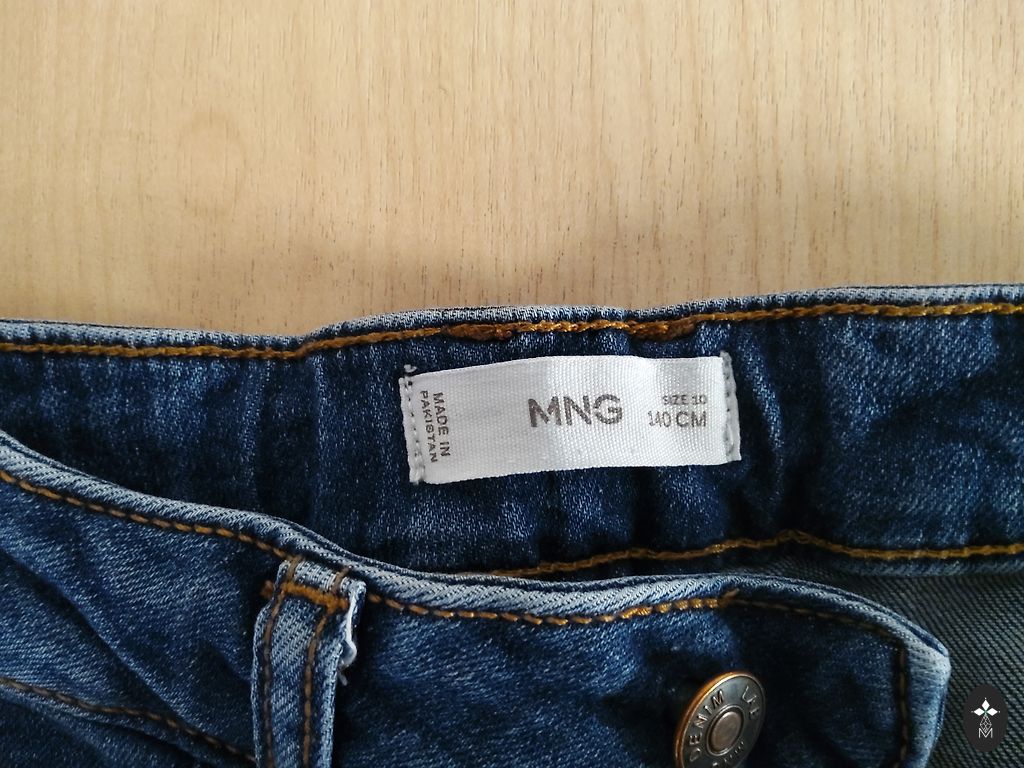 MADE IN
PAKISTAN
MNG
SIZE 10
140 CM
DENIM
M